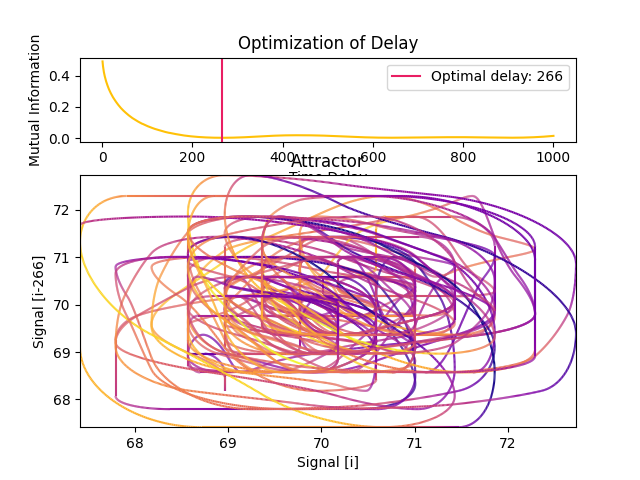 Optimization of Delay
Mutual Information
0.4
0.2
0.0
Optimal delay: 266
0 200 400 600 800 1000
Time Delay
Attractor
Signal [i-266]
72
71
70
69
68
68 69 70 71 72
Signal [i]